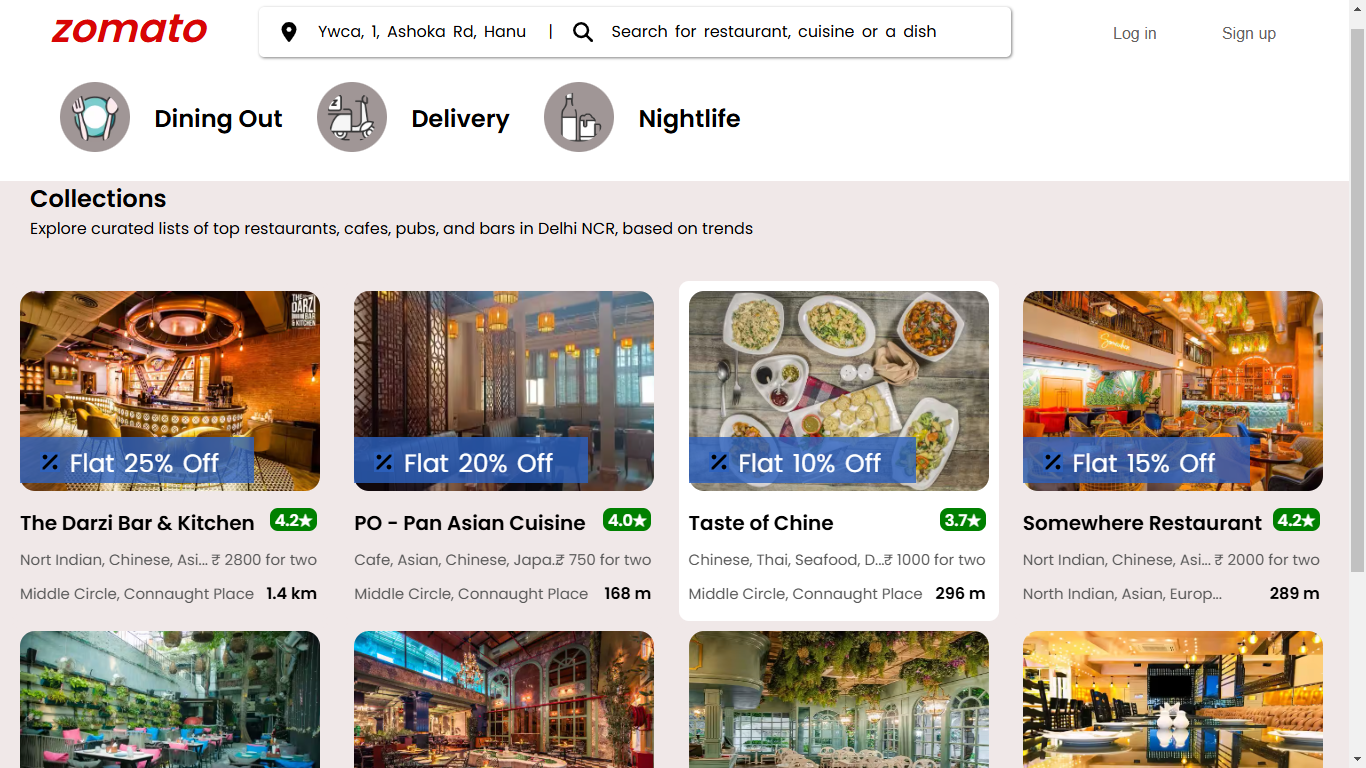 zomato
Ywca, 1, Ashoka Rd, Hanu | Search for restaurant, cuisine or a dish
Log in
Sign up
Dining Out
Delivery
Nightlife
Collections
Explore curated lists of top restaurants, cafes, pubs, and bars in Delhi NCR, based on trends
THE
DARZI
BAR
& KITCHEN
Flat 25% Off
Flat 20% Off
Flat 10% Off
Somewhere
Flat 15% Off
The Darzi Bar & Kitchen 4.2★
PO - Pan Asian Cuisine 4.0★
Taste of Chine 3.7★
Somewhere Restaurant 4.2★
Nort Indian, Chinese, Asi... ₹ 2800 for two
Cafe, Asian, Chinese, Japa... ₹ 750 for two
Chinese, Thai, Seafood, D... ₹ 1000 for two
Nort Indian, Chinese, Asi... ₹ 2000 for two
Middle Circle, Connaught Place 1.4 km
Middle Circle, Connaught Place 168 m
Middle Circle, Connaught Place 296 m
North Indian, Asian, Europ... 289 m